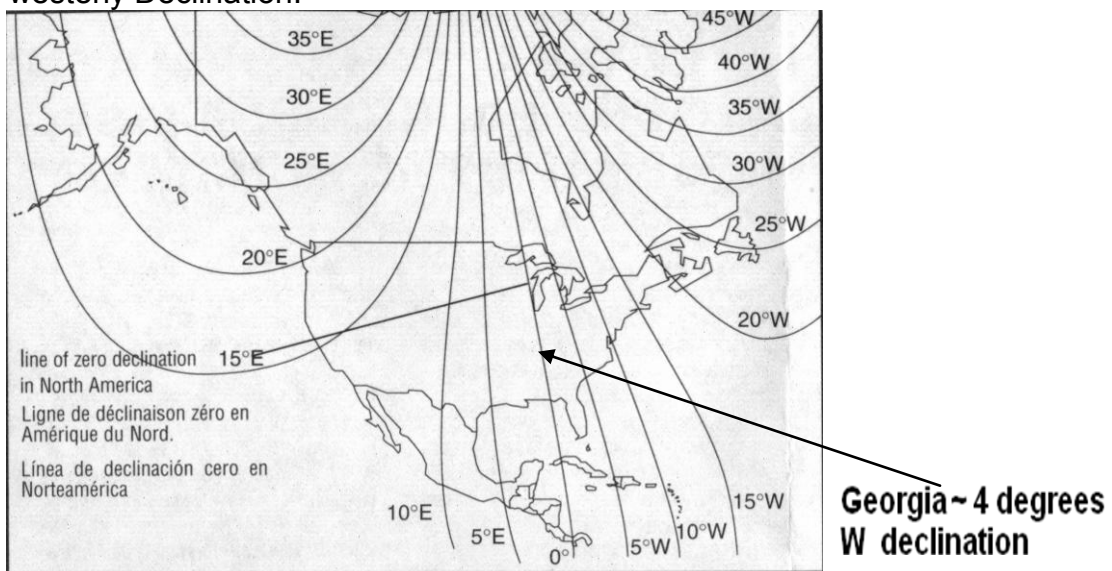 westerly Declination.
45°W
35°E
40°W
35°W
30°E
30°W
25°E
25°W
20°E
20°W
line of zero declination 15°E
in North America
Ligne de déclinaison zéro en
Amérique du Nord.
Línea de declinación cero en
Norteamérica
10°E
5°E
0°
5°W
10°W
15°W
Georgia~ 4 degrees
W declination